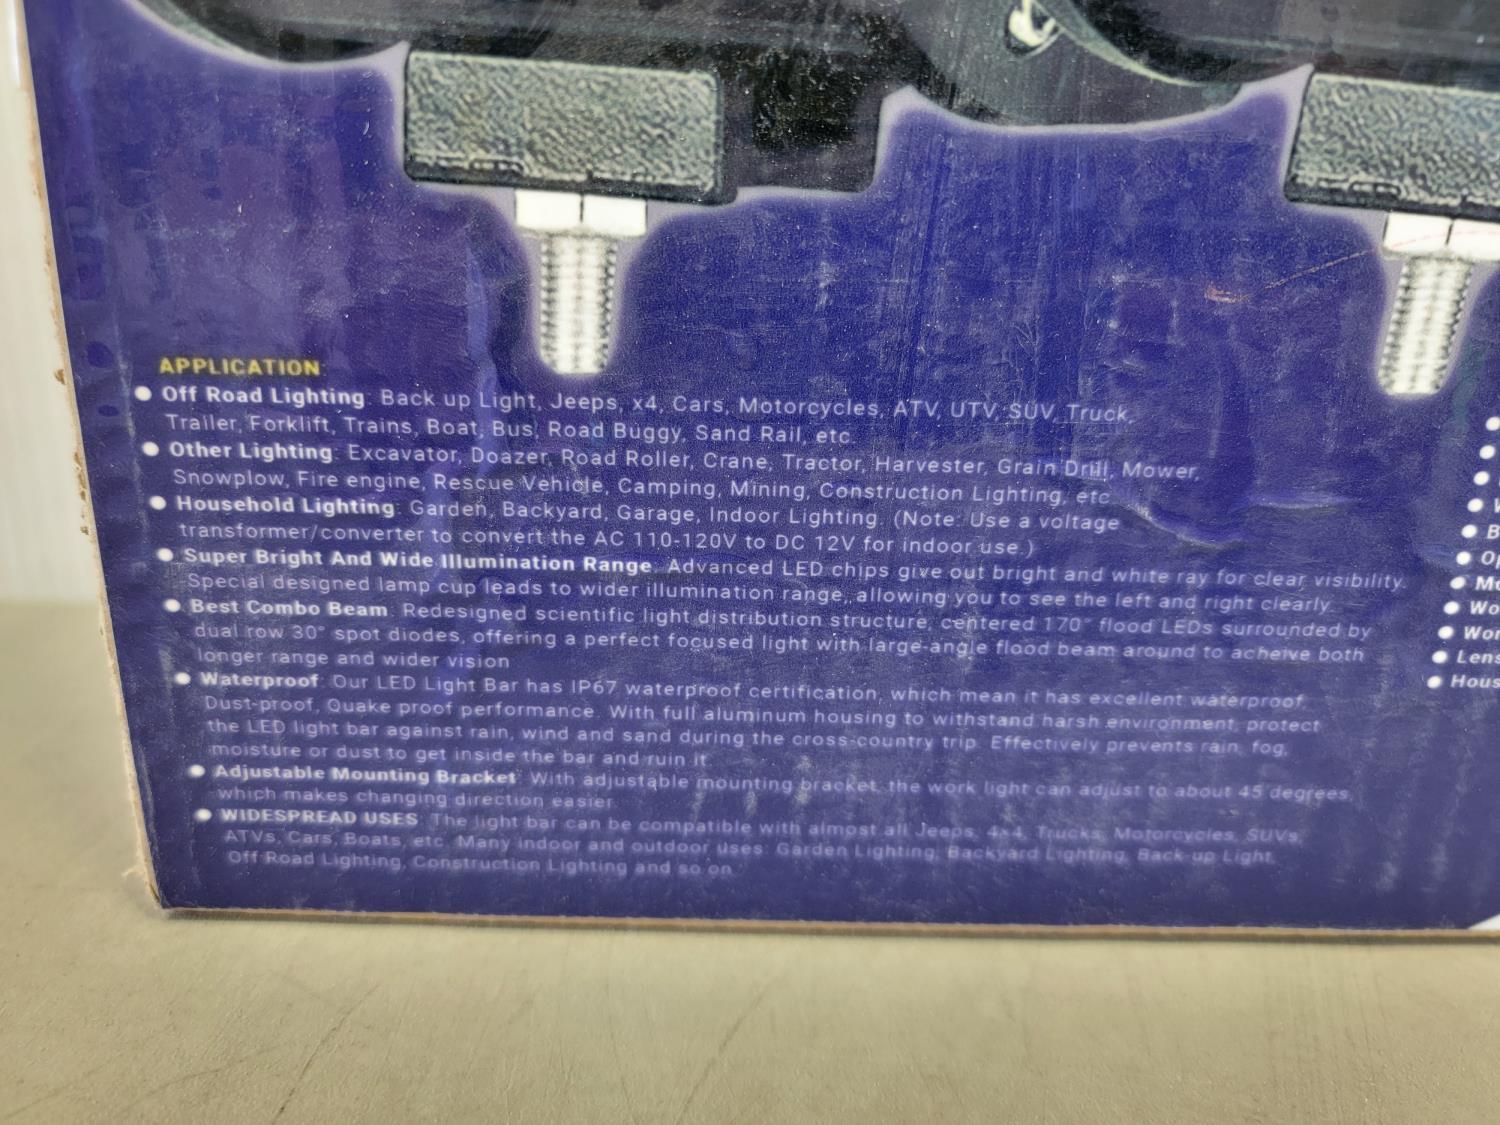 APPLICATION:
● Off Road Lighting: Back up Light, Jeeps, x4, Cars, Motorcycles, ATV, UTV, SUV, Truck,
Trailer, Forklift, Trains, Boat, Bus, Road Buggy, Sand Rail, etc.
● Other Lighting: Excavator, Doazer, Road Roller, Crane, Tractor, Harvester, Grain Drill, Mower,
Snowplow, Fire engine, Rescue Vehicle, Camping, Mining, Construction Lighting, etc
● Household Lighting: Garden, Backyard, Garage, Indoor Lighting. (Note: Use a voltage
transformer/converter to convert the AC 110-120V to DC 12V for indoor use.)
● Super Bright And Wide Illumination Range: Advanced LED chips give out bright and white ray for clear visibility.
Special designed lamp cup leads to wider illumination range, allowing you to see the left and right clearly.
● Best Combo Beam: Redesigned scientific light distribution structure, centered 170° flood LEDs surrounded by
dual row 30° spot diodes, offering a perfect focused light with large-angle flood beam around to acheive both
longer range and wider vision
● Waterproof: Our LED Light Bar has IP67 waterproof certification, which mean it has excellent waterproof.
Dust-proof, Quake proof performance. With full aluminum housing to withstand harsh environment, protect
the LED light bar against rain, wind and sand during the cross-country trip. Effectively prevents rain, fog,
moisture or dust to get inside the bar and ruin it.
● Adjustable Mounting Bracket: With adjustable mounting bracket, the work light can adjust to about 45 degrees,
which makes changing direction easier.
● WIDESPREAD USES: The light bar can be compatible with almost all Jeeps, 4x4, Trucks, Motorcycles, SUVs,
ATVs, Cars, Boats, etc. Many indoor and outdoor uses: Garden Lighting, Backyard Lighting, Back-up Light,
Off Road Lighting, Construction Lighting and so on.